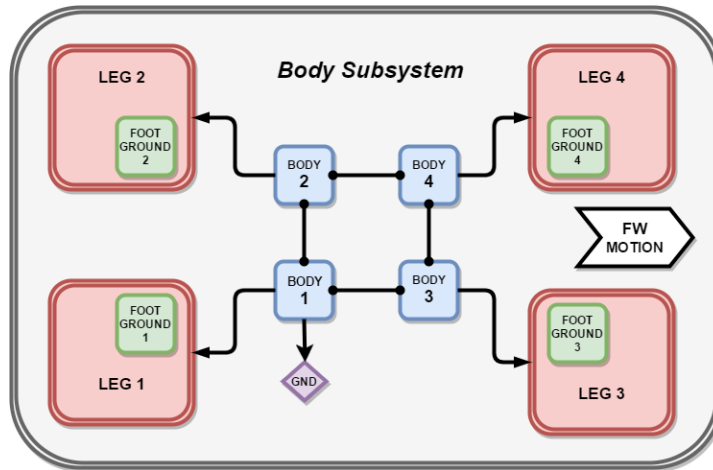 Body Subsystem
LEG 2
FOOT
GROUND
2
LEG 4
FOOT
GROUND
4
BODY
2
BODY
4
FW
MOTION
BODY
1
BODY
3
FOOT
GROUND
1
LEG 1
FOOT
GROUND
3
LEG 3
GND